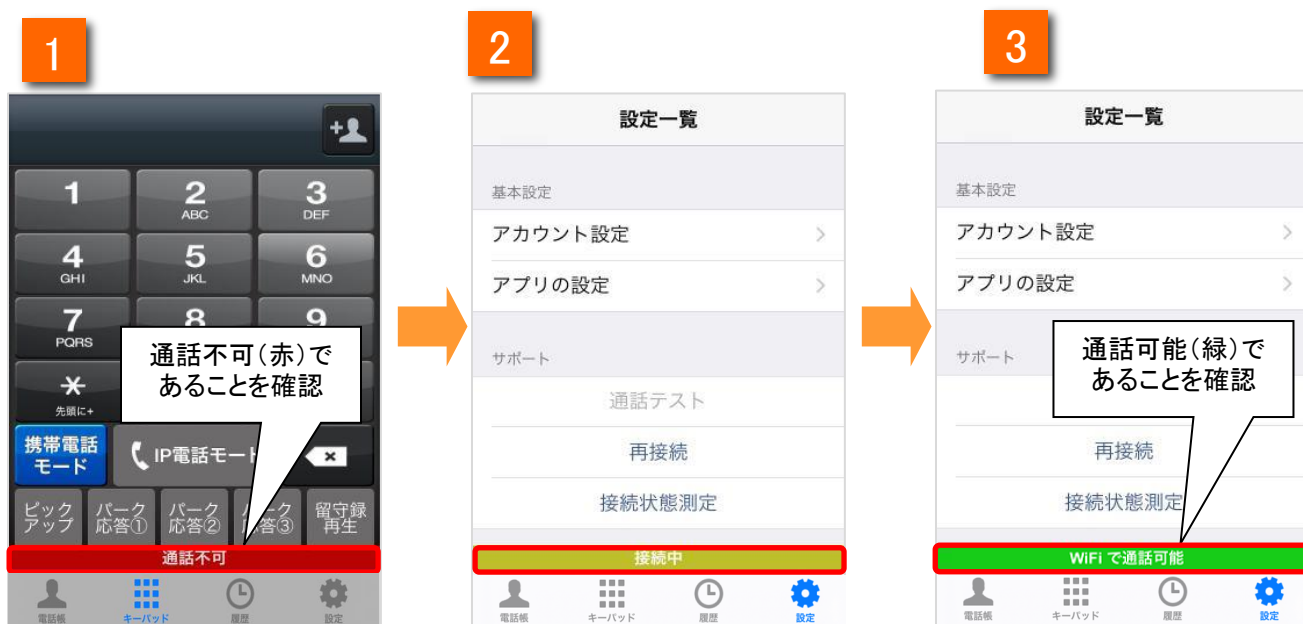 1
1
2
ABC
3
DEF
4
GHI
5
JKL
6
MNO
7
PQRS
8
9
通話不可(赤)で
あることを確認
先頭に+
携帯電話
モード
IP電話モー
ピック
アップ
パーク
応答①
パーク
応答②
ーク
答③
留守録
再生
通話不可
電話帳
キーパッド
履歴
設定
2
設定一覧
基本設定
アカウント設定
アプリの設定
サポート
通話テスト
再接続
接続状態測定
接続中
電話帳
キーパッド
履歴
設定
3
設定一覧
基本設定
アカウント設定
アプリの設定
サポート
通話可能(緑)で
あることを確認
再接続
接続状態測定
WiFi で通話可能
電話帳
キーパッド
履歴
設定